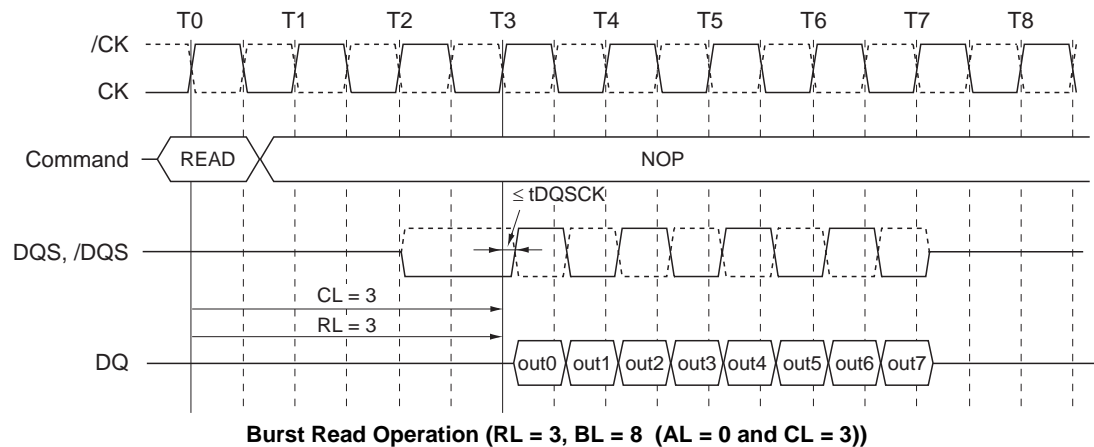 T0 T1 T2 T3 T4 T5 T6 T7 T8
/CK
CK
Command READ NOP
≤ tDQSCK
DQS, /DQS
CL = 3
RL = 3
DQ out0 out1 out2 out3 out4 out5 out6 out7
Burst Read Operation (RL = 3, BL = 8 (AL = 0 and CL = 3))